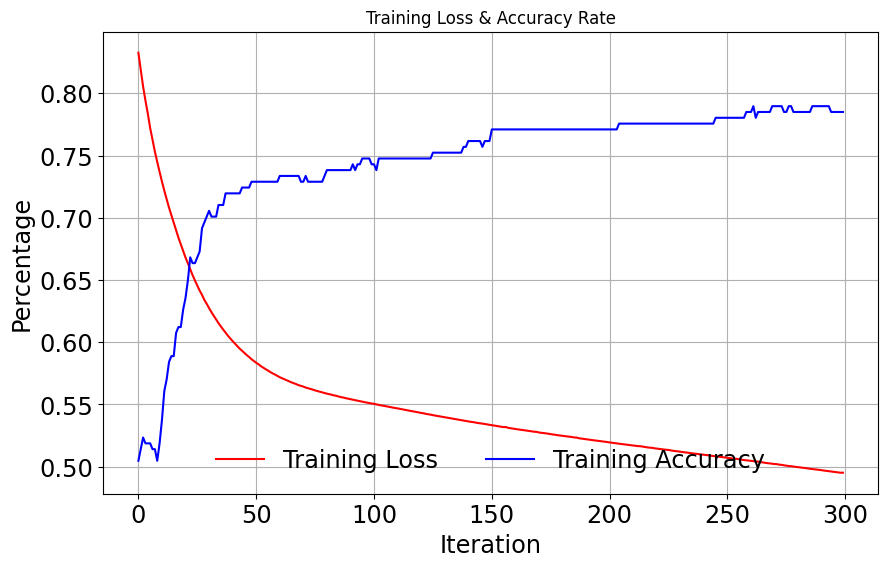 Training Loss & Accuracy Rate
Percentage
0.80
0.75
0.70
0.65
0.60
0.55
0.50
Training Loss
Training Accuracy
0
50
100
150
200
250
300
Iteration